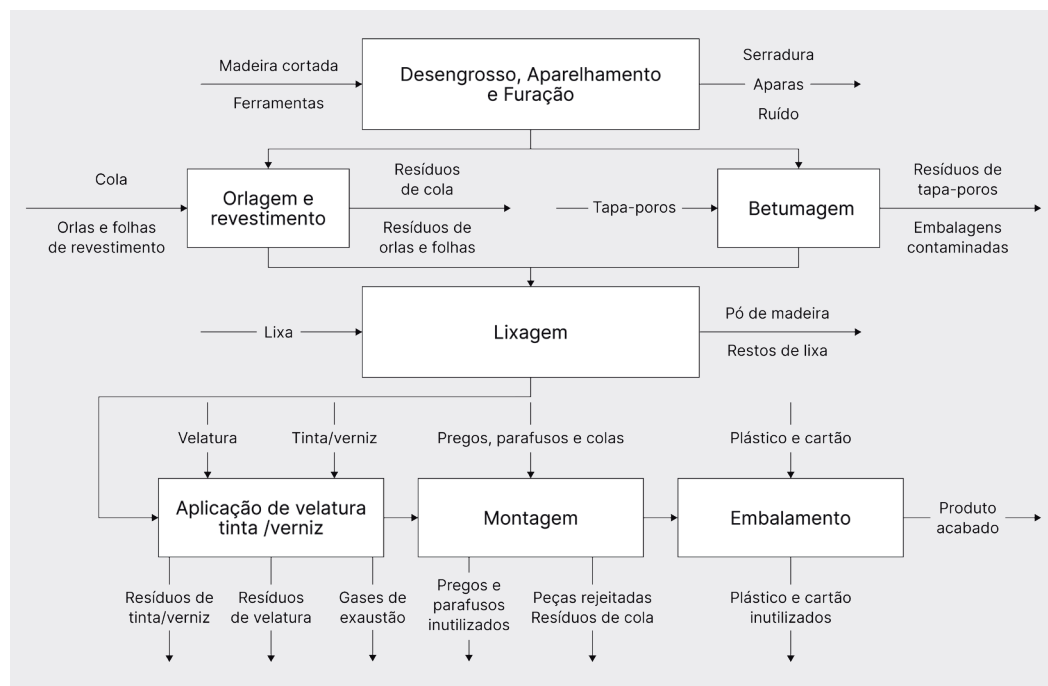 Madeira cortada
Ferramentas
Desengrosso, Aparelhamento
e Furação
Serradura
Aparas
Ruído
Cola
Orlas e folhas
de revestimento
Orlagem e
revestimento
Resíduos
de cola
Resíduos de
orlas e folhas
Tapa-poros
Betumagem
Resíduos de
tapa-poros
Embalagens
contaminadas
Lixa
Lixagem
Pó de madeira
Restos de lixa
Velatura
Tinta/verniz
Pregos, parafusos e colas
Plástico e cartão
Aplicação de velatura
tinta /verniz
Montagem
Embalamento
Produto
acabado
Resíduos de
tinta/verniz
Resíduos
de velatura
Gases de
exaustão
Pregos e
parafusos
inutilizados
Peças rejeitadas
Resíduos de cola
Plástico e cartão
inutilizados